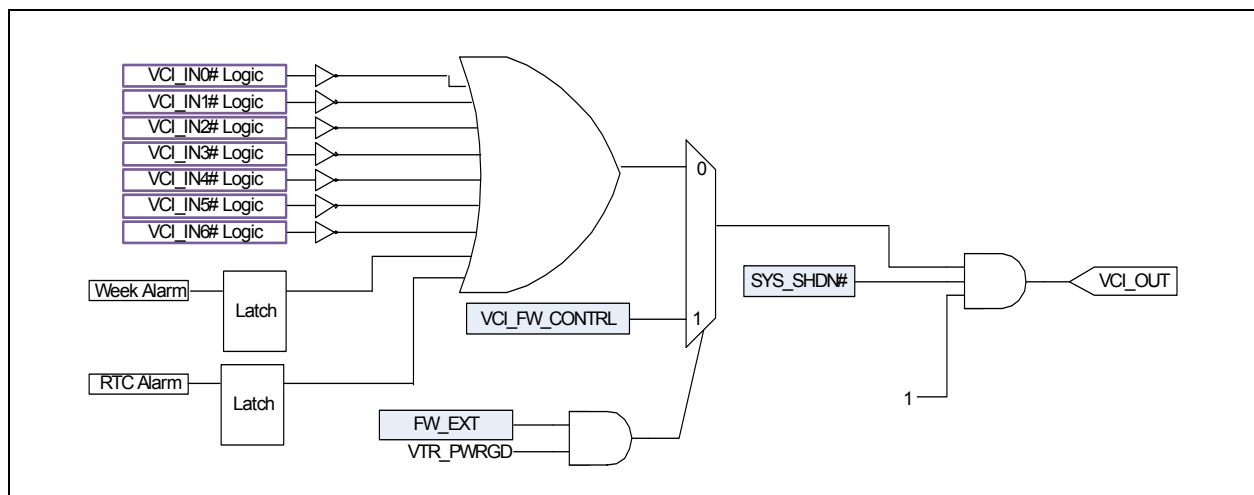 VCI_IN0# Logic
VCI_IN1# Logic
VCI_IN2# Logic
VCI_IN3# Logic
VCI_IN4# Logic
VCI_IN5# Logic
VCI_IN6# Logic
0
Week Alarm
Latch
SYS_SHDN#
VCI_OUT
VCI_FW_CONTRL
1
RTC Alarm
Latch
1
FW_EXT
VTR_PWRGD